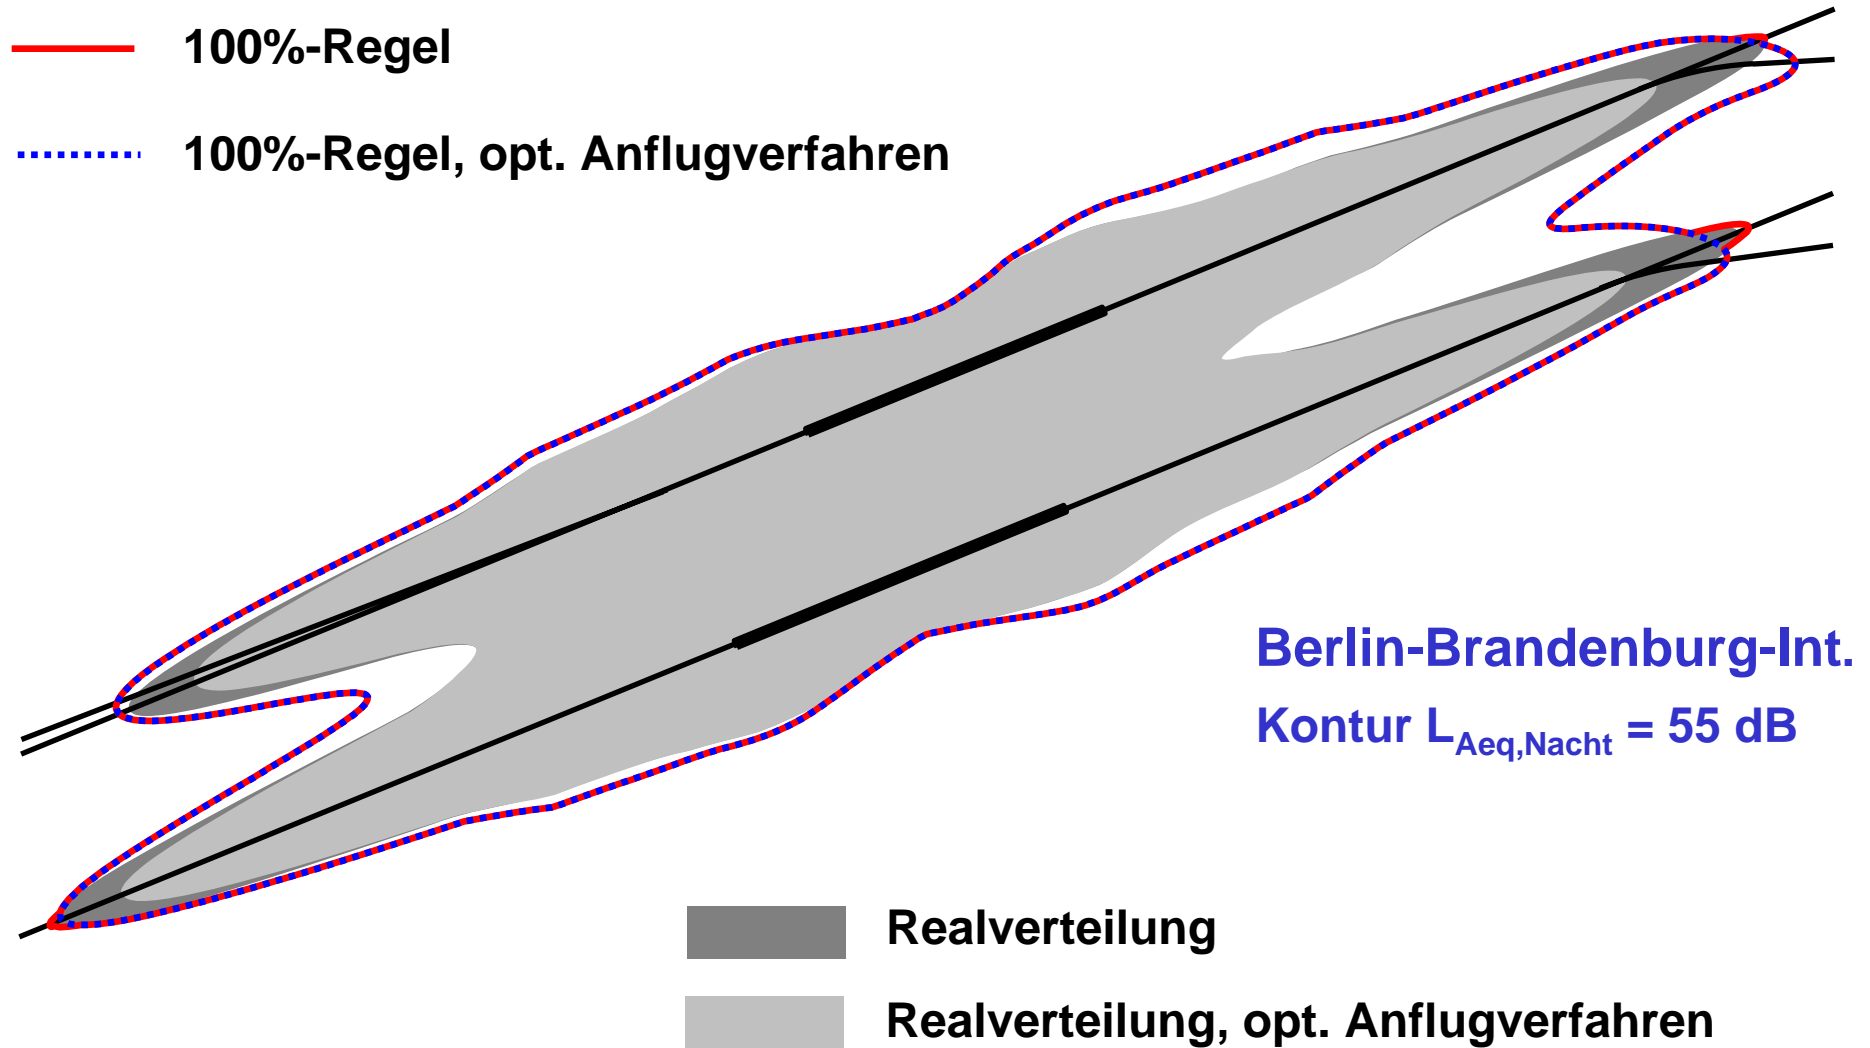 100%-Regel
100%-Regel, opt. Anflugverfahren
Berlin-Brandenburg-Int.
Kontur LAeq,Nacht = 55 dB
Realverteilung
Realverteilung, opt. Anflugverfahren